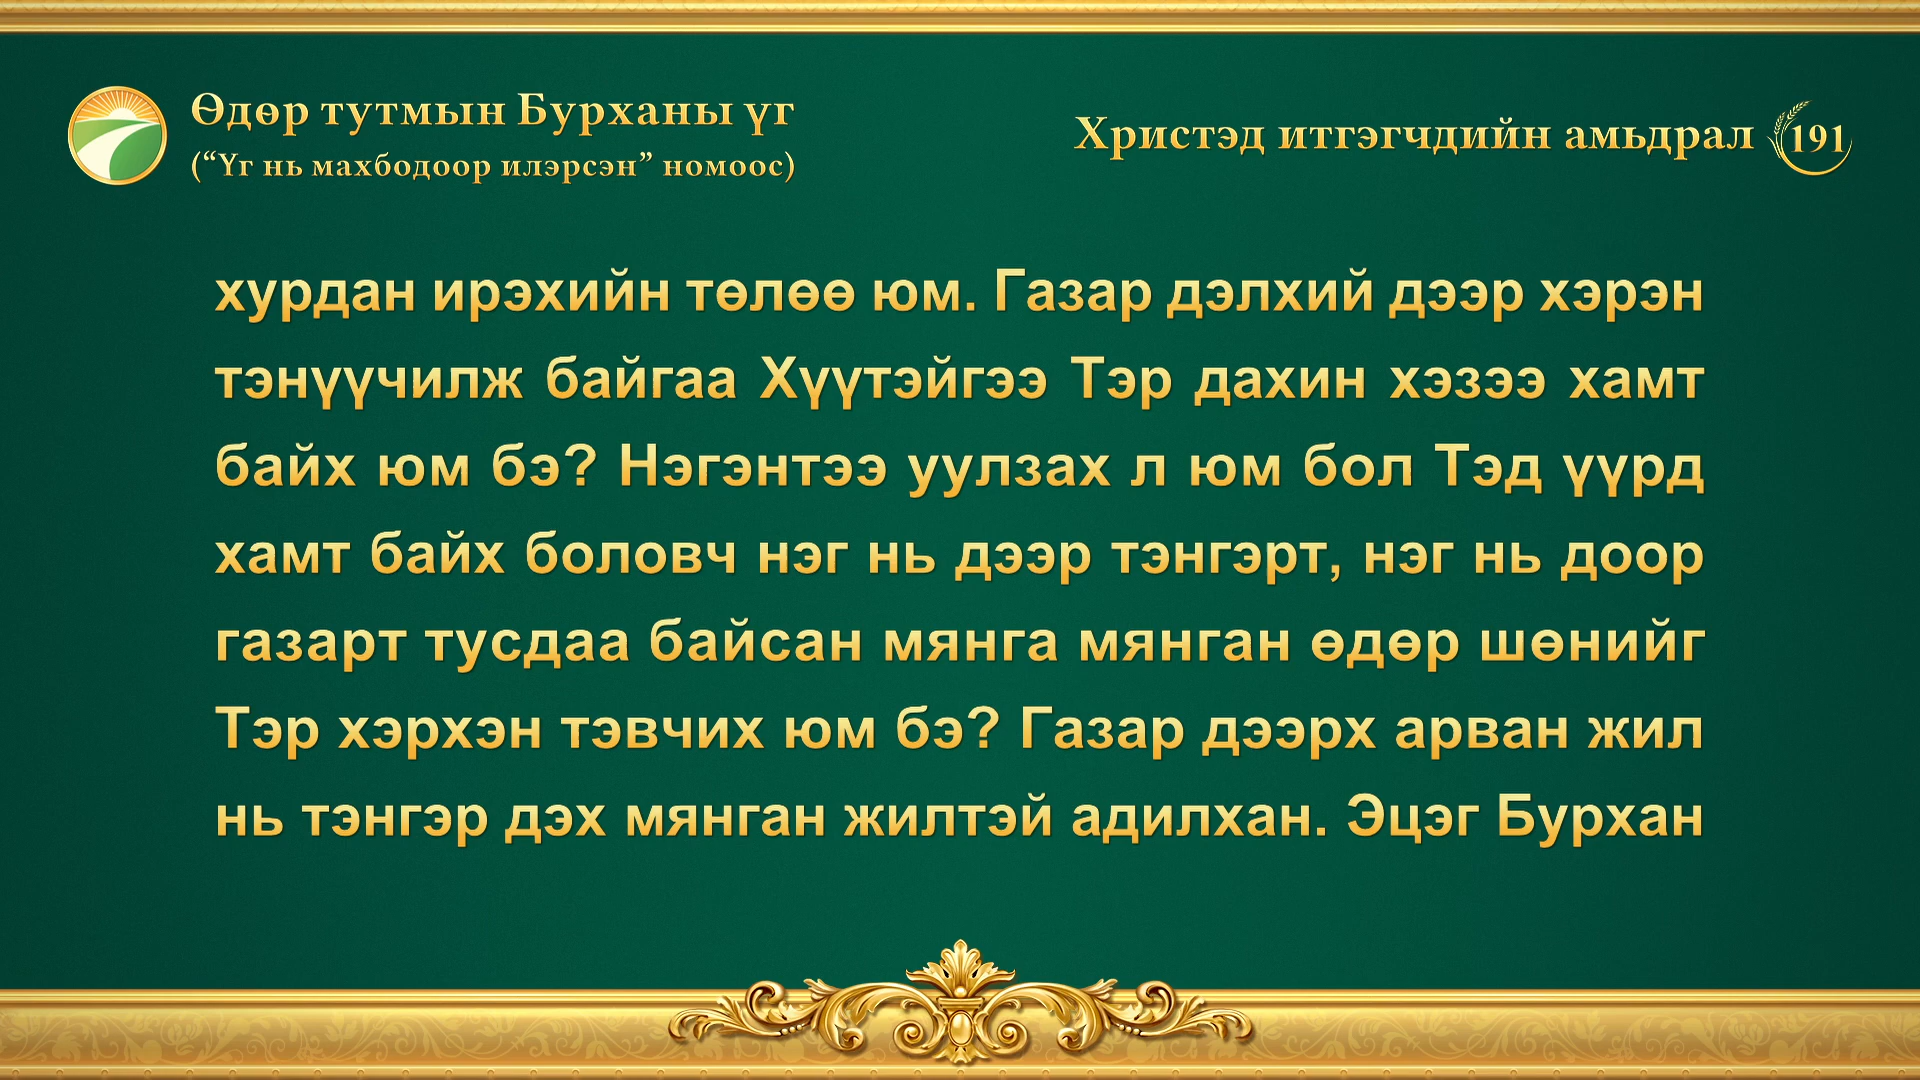 Өдөр тутмын Бурханы үг
(“Үг нь махбодоор илэрсэн” номоос)
Христэд итгэгчдийн амьдрал 191
хурдан ирэхийн төлөө юм. Газар дэлхий дээр хэрэн
тэнүүчилж байгаа Хүүтэйгээ Тэр дахин хэзээ хамт
байх юм бэ? Нэгэнтээ уулзах л юм бол Тэд үүрд
хамт байх боловч нэг нь дээр тэнгэрт, нэг нь доор
газарт тусдаа байсан мянга мянган өдөр шөнийг
Тэр хэрхэн тэвчих юм бэ? Газар дээрх арван жил
нь тэнгэр дэх мянган жилтэй адилхан. Эцэг Бурхан